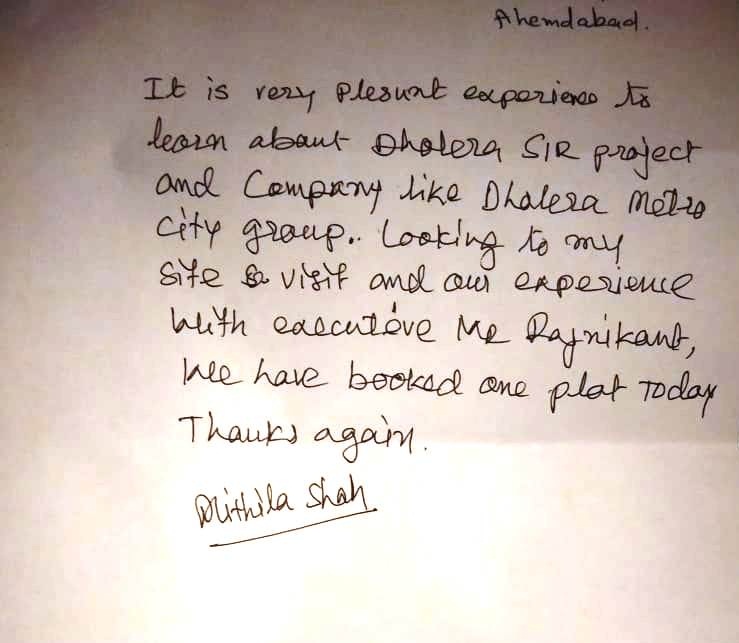 Ahemdabad.
It is very plesunt experience to
learn about Dholera SIR project
and Company like Dholera Metro
City group.. Looking to my
Site & visit and our experience
With executive Mr Rajnikant,
We have booked one plot Today
Thanks again.
Mithila Shah